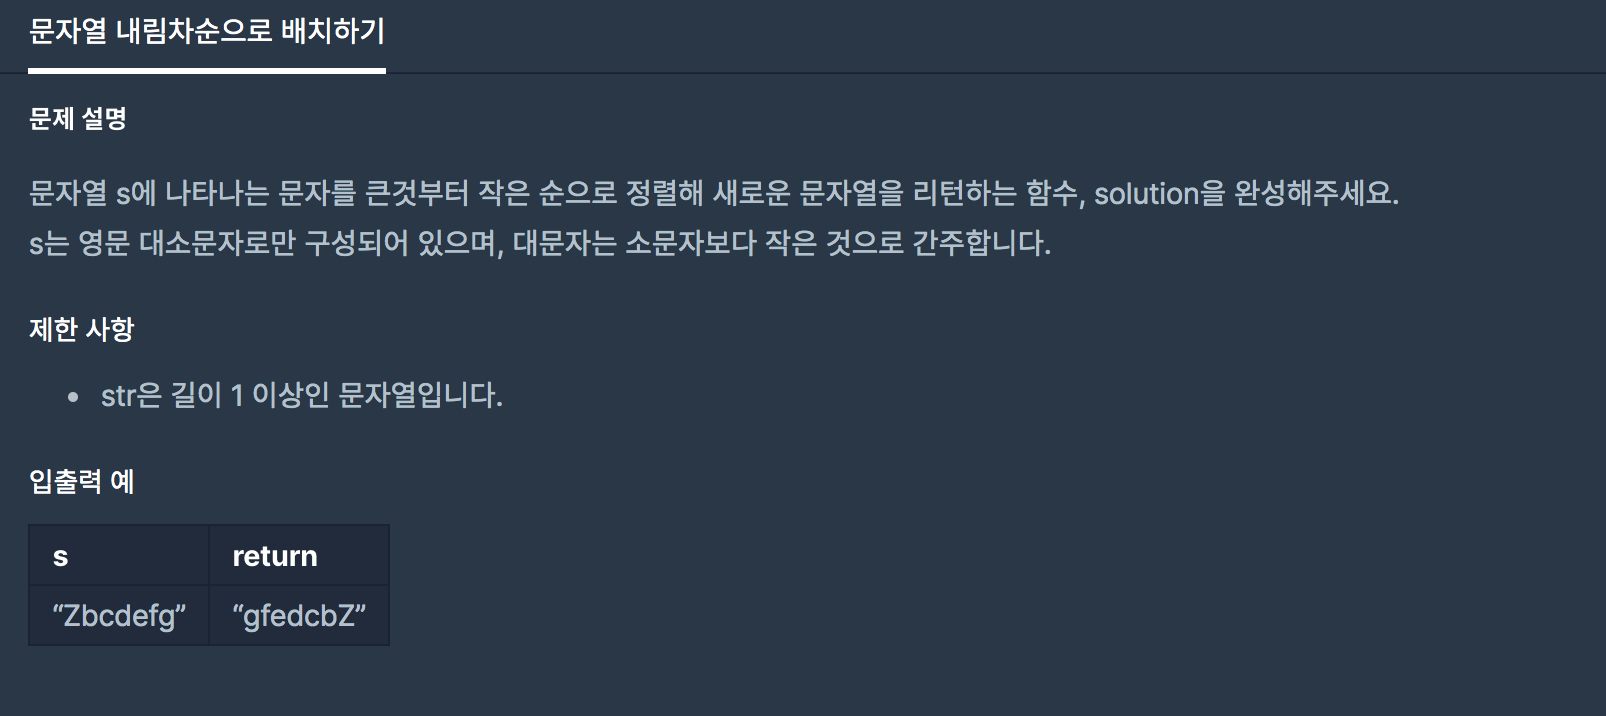 문자열 내림차순으로 배치하기
문제 설명
문자열 s에 나타나는 문자를 큰것부터 작은 순으로 정렬해 새로운 문자열을 리턴하는 함수, solution을 완성해주세요.
s는 영문 대소문자로만 구성되어 있으며, 대문자는 소문자보다 작은 것으로 간주합니다.
제한 사항
• str은 길이 1 이상인 문자열입니다.
입출력 예
s return
“Zbcdefg” “gfedcbZ”